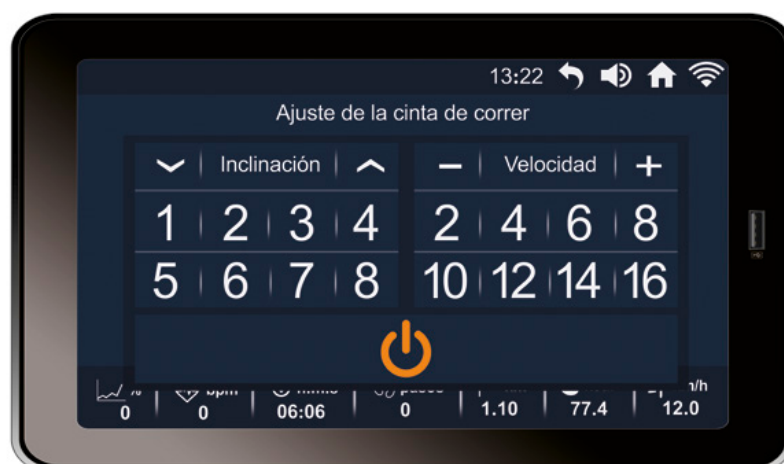 13:22
Ajuste de la cinta de correr
Inclinación
Velocidad
1 2 3 4
2 4 6 8
5 6 7 8
10 12 14 16
% bpm /h
0 0 06:06 0 1.10 77.4 12.0